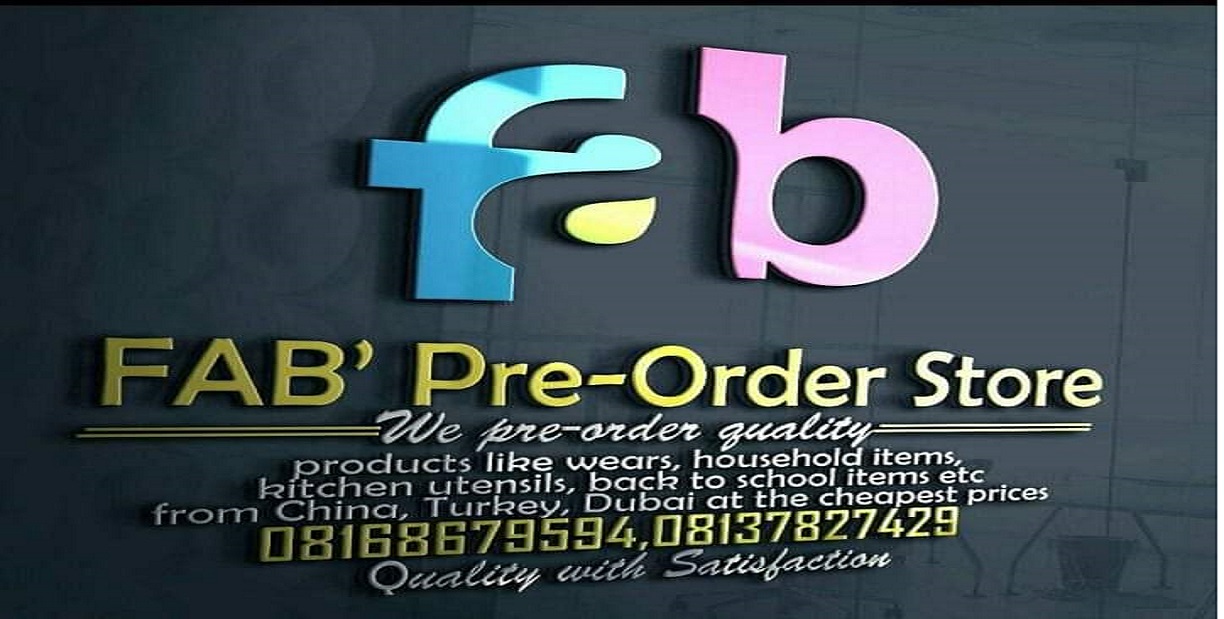 fab
FAB' Pre-Order Store
We pre-order quality
products like wears, household items,
kitchen utensils, back to school items etc
from China, Turkey, Dubai at the cheapest prices
08168679594,08137827429
Quality with Satisfaction